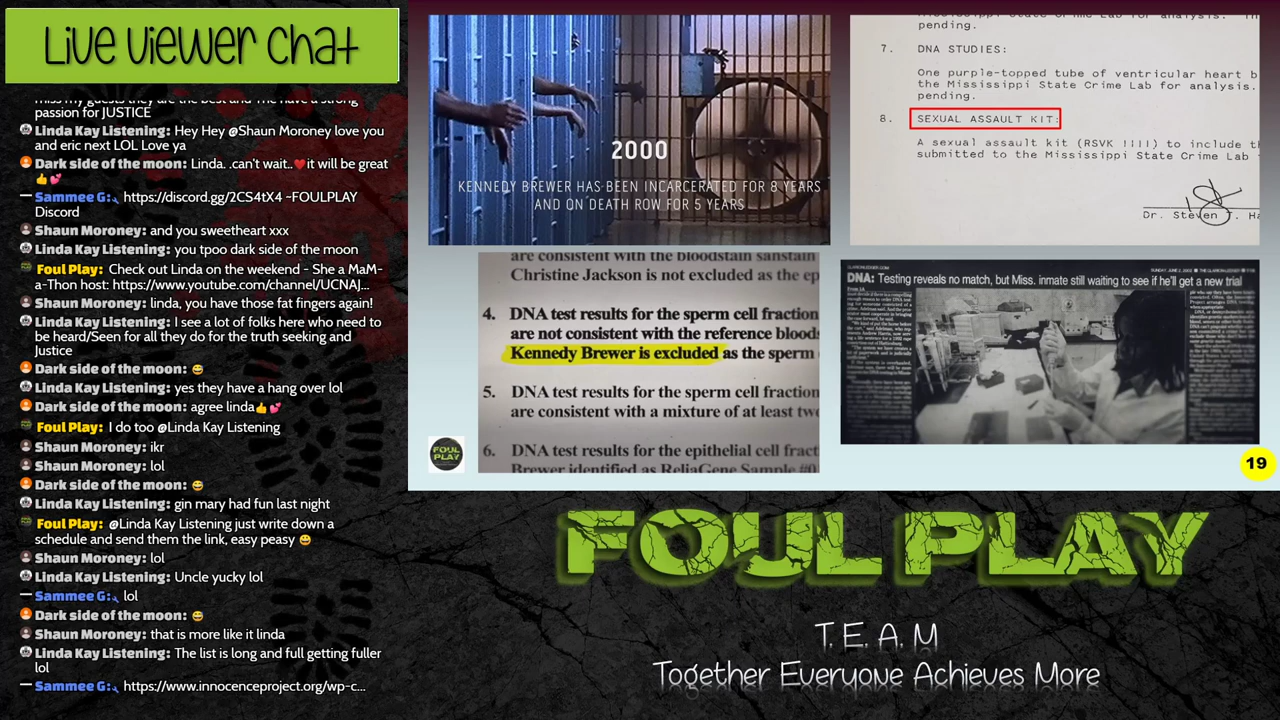 Live Viewer Chat
miss my guests they are the best and
passion for JUSTICE
Linda Kay Listening: Hey Hey @Shaun Moroney love you
and eric next LOL Love ya
Dark side of the moon: Linda. .can't wait..❤️it will be great
👍💕
Sammee G: https://discord.gg/2CS4tX4 -FOULPLAY
Discord
Shaun Moroney: and you sweetheart xxx
Linda Kay Listening: you tpoo dark side of the moon
Foul Play: Check out Linda on the weekend - She a MaM-
a-Thon host: https://www.youtube.com/channel/UCNAJ...
Shaun Moroney: linda, you have those fat fingers again!
Linda Kay Listening: I see a lot of folks here who need to
be heard/Seen for all they do for the truth seeking and
Justice
Dark side of the moon: 😅
Linda Kay Listening: yes they have a hang over lol
Dark side of the moon: agree linda👍💕
Foul Play: I do too @Linda Kay Listening
Shaun Moroney: ikr
Shaun Moroney: lol
Dark side of the moon: 😅
Linda Kay Listening: gin mary had fun last night
Foul Play: @Linda Kay Listening just write down a
schedule and send them the link, easy peasy 😀
Shaun Moroney: lol
Linda Kay Listening: Uncle yucky lol
Sammee G: lol
Dark side of the moon: 😅
Shaun Moroney: that is more like it linda
Linda Kay Listening: The list is long and full getting fuller
lol
Sammee G: https://www.innocenceproject.org/wp-c...
2000
KENNEDY BREWER HAS BEEN INCARCERATED FOR 8 YEARS
AND ON DEATH ROW FOR 5 YEARS
Mississippi State Crime Lab for analysis.
pending.
7. DNA STUDIES:
One purple-topped tube of ventricular heart b
the Mississippi State Crime Lab for analysis.
pending.
8. SEXUAL ASSAULT KIT:
A sexual assault kit (RSVK !!!!) to include th
submitted to the Mississippi State Crime Lab
Dr. Steven T. Ha
are consistent with the bloodstain
Christine Jackson is not excluded as the ep
4. DNA test results for the sperm cell fraction
are not consistent with the reference bloods
Kennedy Brewer is excluded as the sperm
5. DNA test results for the sperm cell fraction
are consistent with a mixture of at least two
6. DNA test results for the epithelial cell fract
Brewer identified as ReliaGene Sample #0
DNA: Testing reveals no match, but Miss. inmate still waiting to see if he'll get a new trial
FOUL
PLAY
19
FOUL PLAY
T. E. A. M
Together Everyone Achieves More